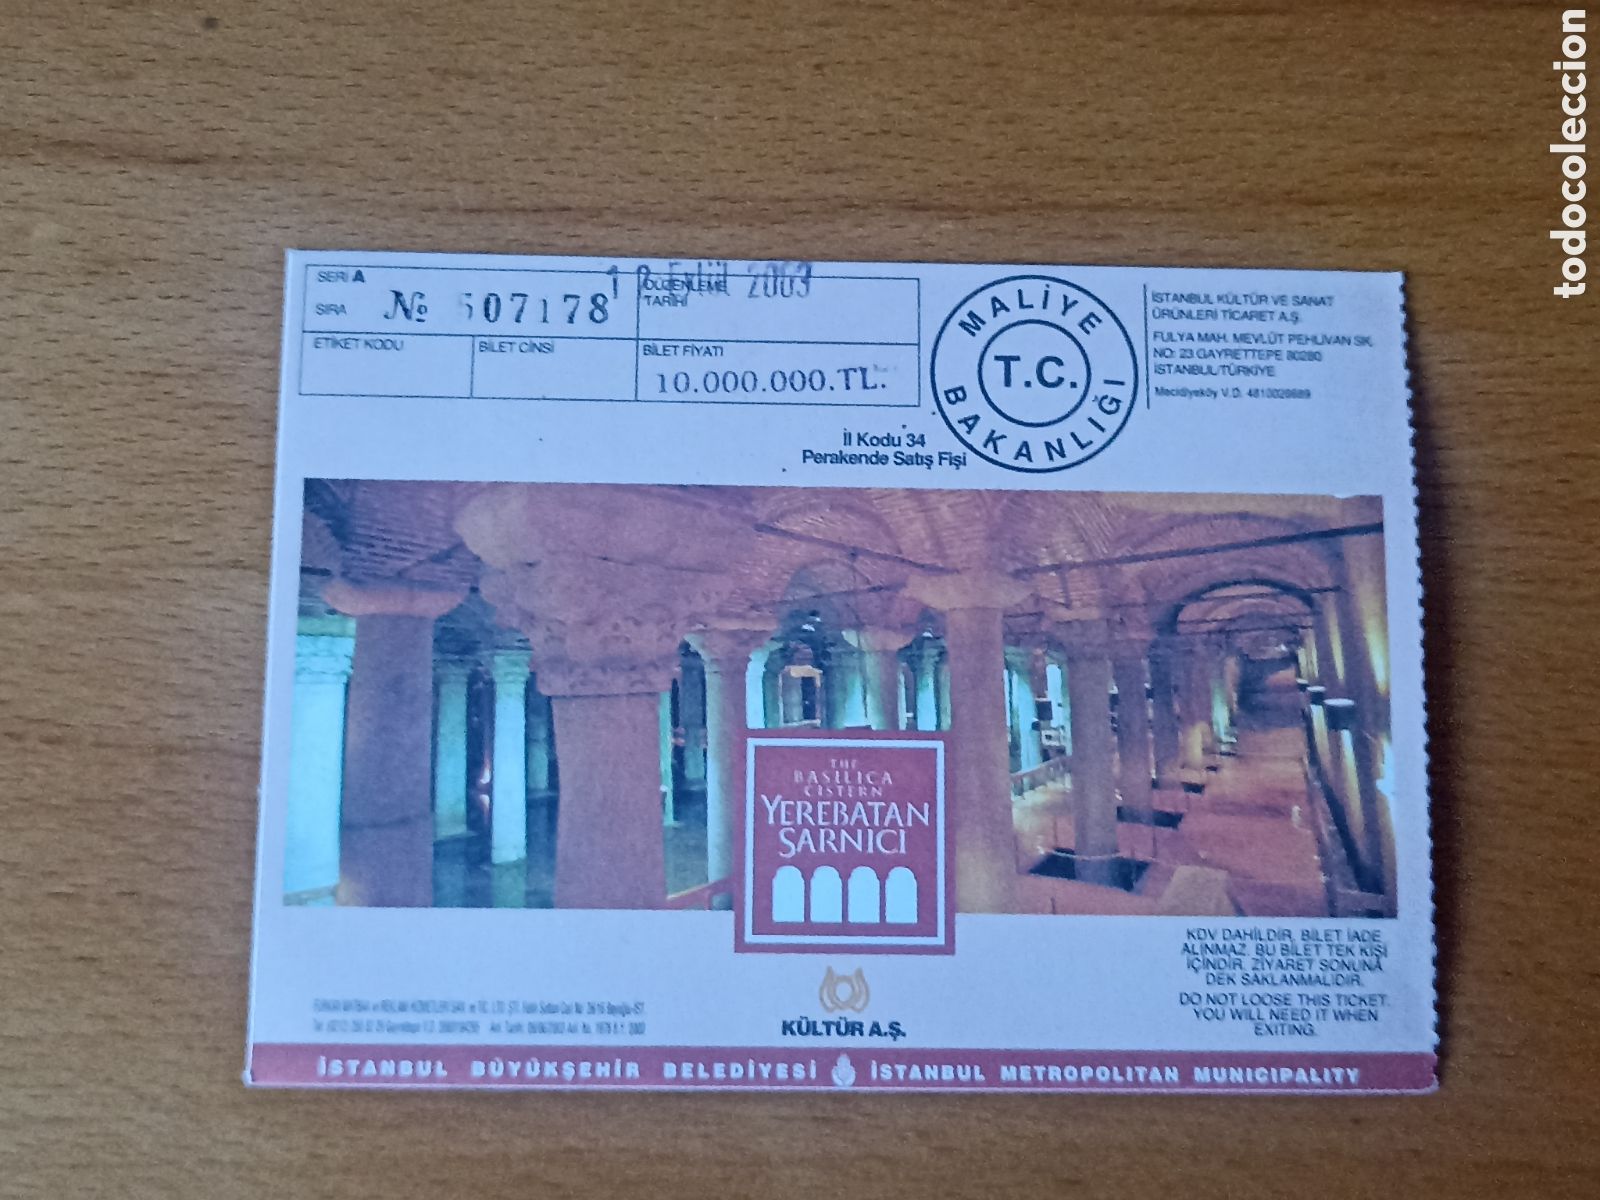 SERİ A
SIRA № 507178
Eylül 2003
DÜZENLEME
TARİHİ
ETİKET KODU
BİLET CİNSİ
BİLET FİYATI
10.000.000.TL.
MALİYE BAKANLIĞI
T.C.
İSTANBUL KÜLTÜR VE SANAT
ÜRÜNLERİ TİCARET A.Ş.
FULYA MAH. MEVLÜT PEHLİVAN SK.
NO: 23 GAYRETTEPE 80280
İSTANBUL/TÜRKİYE
Mecidiyeköy V.D.
İl Kodu 34
Perakende Satış Fişi
THE
BASILICA
CISTERN
YEREBATAN
SARNICI
KÜLTÜR A.Ş.
KDV DAHİLDİR. BİLET İADE
ALINMAZ. BU BİLET TEK KİŞİ
İÇİNDİR. ZİYARET SONUNA
DEK SAKLANMALIDIR.
DO NOT LOOSE THIS TICKET.
YOU WILL NEED IT WHEN
EXITING.
İSTANBUL BÜYÜKŞEHİR BELEDİYESİ İSTANBUL METROPOLITAN MUNICIPALITY
todocoleccion